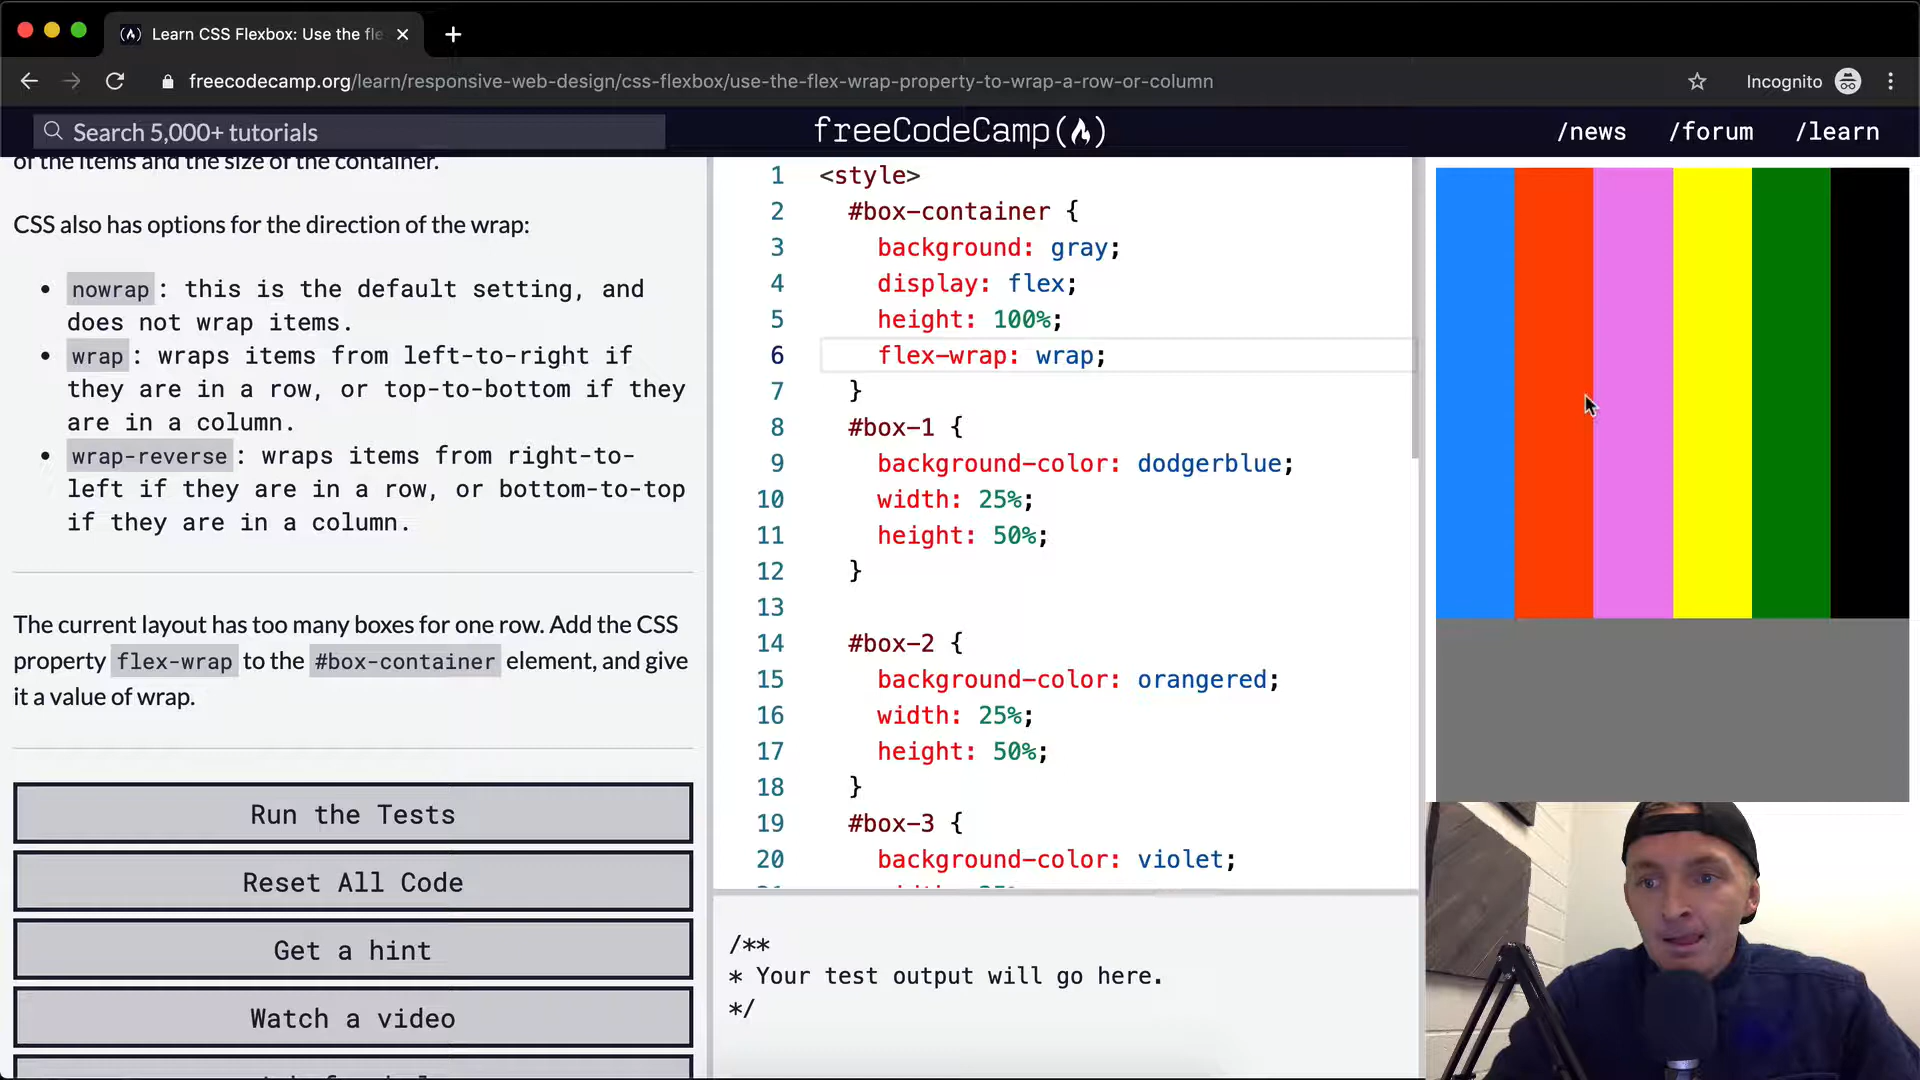 Learn CSS Flexbox: Use the fle
freecodecamp.org/learn/responsive-web-design/css-flexbox/use-the-flex-wrap-property-to-wrap-a-row-or-column
Incognito
Search 5,000+ tutorials
freeCodeCamp(🔥)
/news
/forum
/learn
of the items and the size of the container.
CSS also has options for the direction of the wrap:
• nowrap: this is the default setting, and
does not wrap items.
• wrap: wraps items from left-to-right if
they are in a row, or top-to-bottom if they
are in a column.
• wrap-reverse: wraps items from right-to-
left if they are in a row, or bottom-to-top
if they are in a column.
The current layout has too many boxes for one row. Add the CSS
property flex-wrap to the #box-container element, and give
it a value of wrap.
Run the Tests
Reset All Code
Get a hint
Watch a video
1 <style>
2 #box-container {
3 background: gray;
4 display: flex;
5 height: 100%;
6 flex-wrap: wrap;
7 }
8 #box-1 {
9 background-color: dodgerblue;
10 width: 25%;
11 height: 50%;
12 }
13
14 #box-2 {
15 background-color: orangered;
16 width: 25%;
17 height: 50%;
18 }
19 #box-3 {
20 background-color: violet;
/**
* Your test output will go here.
*/